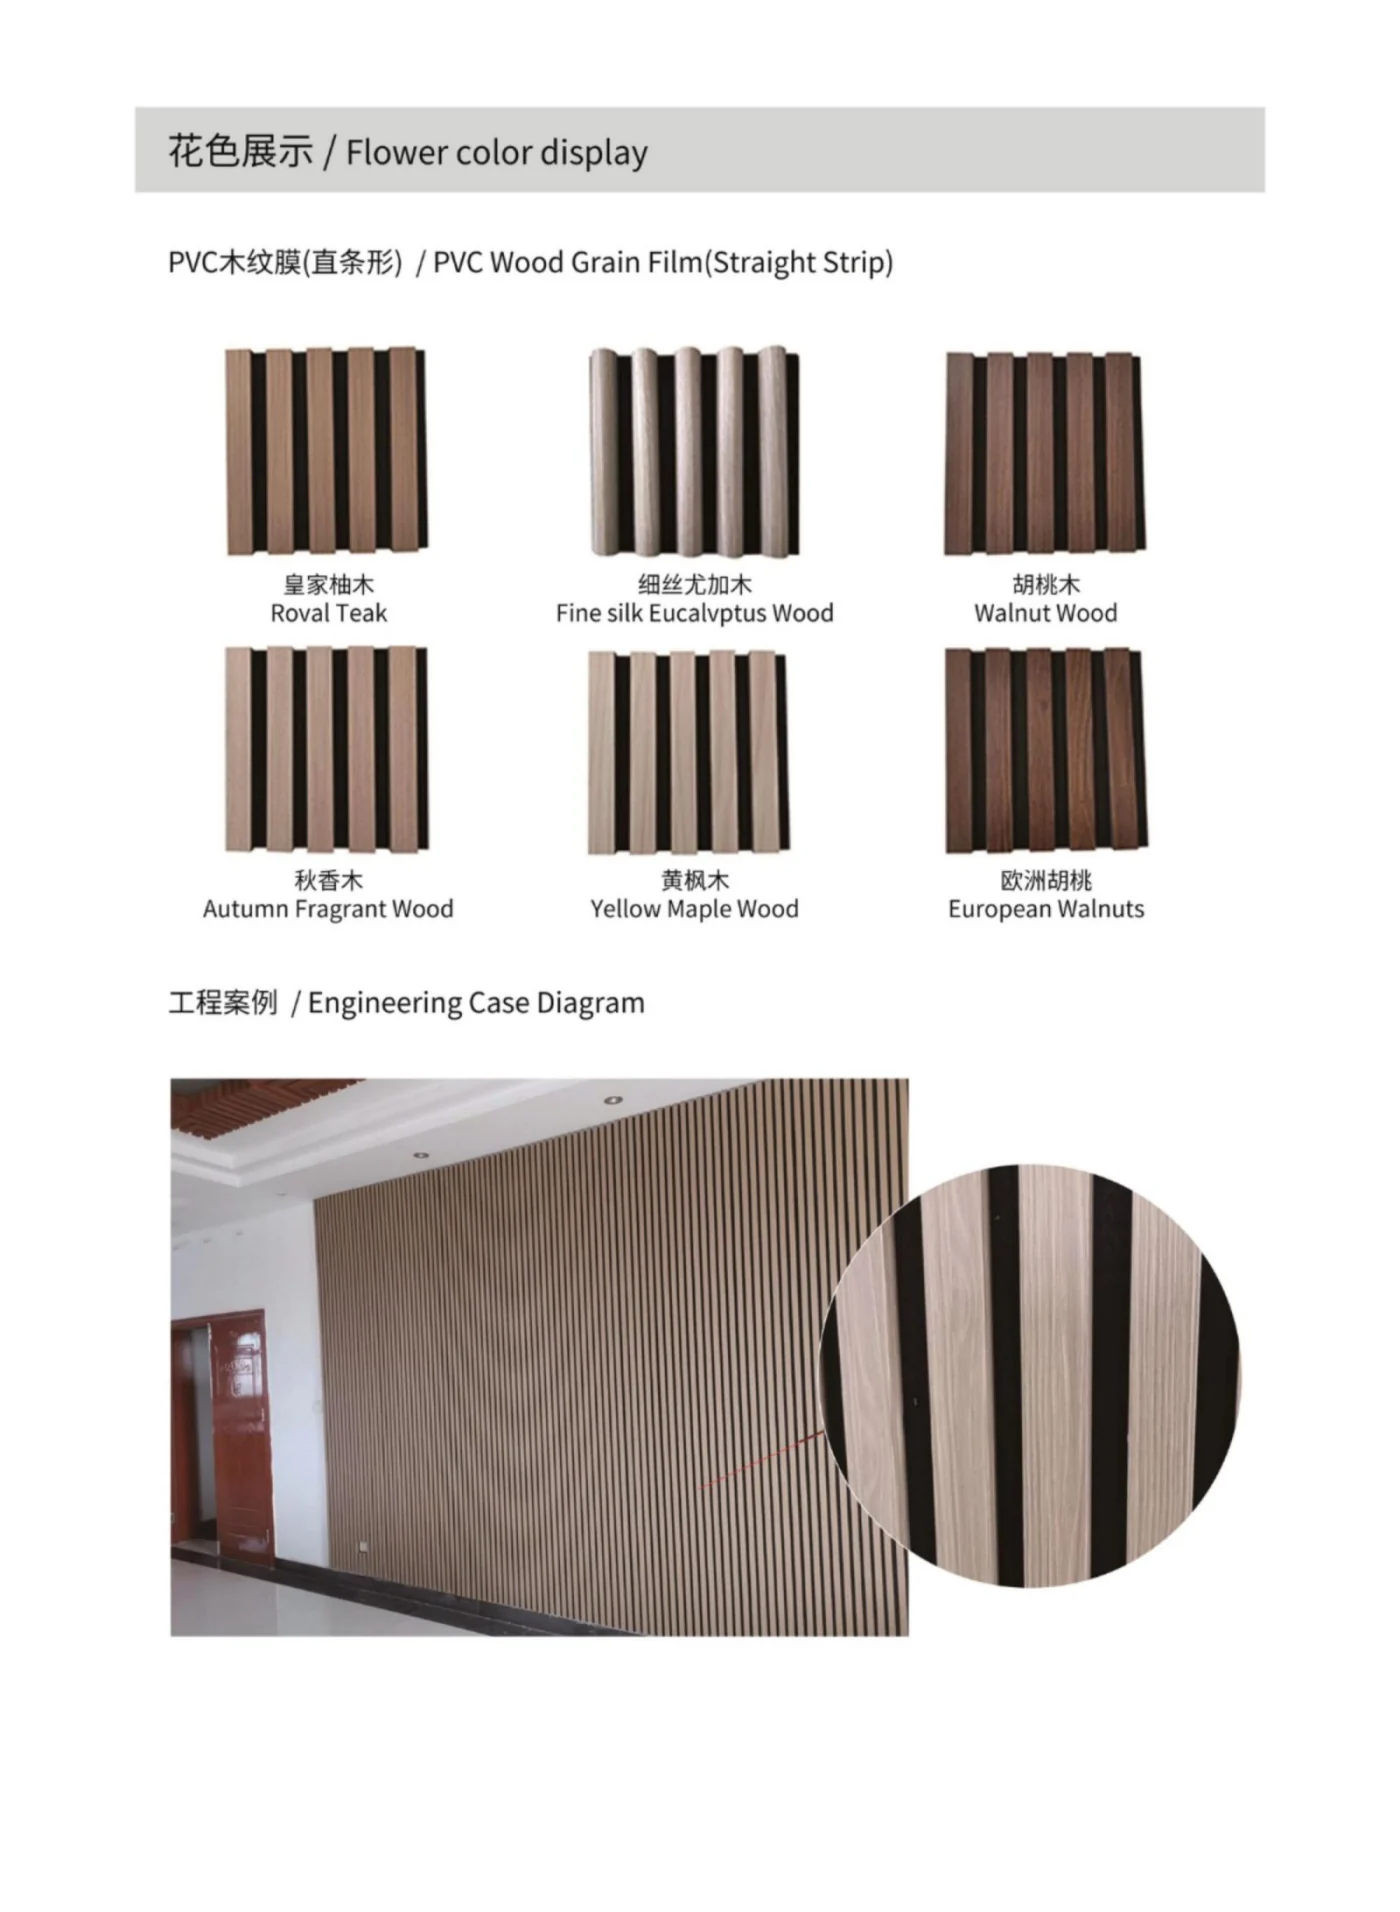 花色展示 / Flower color display
PVC木纹膜(直条形) / PVC Wood Grain Film(Straight Strip)
皇家柚木
Roval Teak
细丝尤加木
Fine silk Eucalvptus Wood
胡桃木
Walnut Wood
秋香木
Autumn Fragrant Wood
黄枫木
Yellow Maple Wood
欧洲胡桃
European Walnuts
工程案例 / Engineering Case Diagram